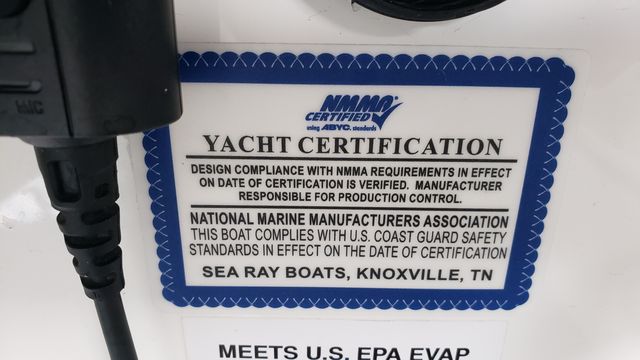 MIC
NMMA
CERTIFIED
using ABYC standards
YACHT CERTIFICATION
DESIGN COMPLIANCE WITH NMMA REQUIREMENTS IN EFFECT
ON DATE OF CERTIFICATION IS VERIFIED. MANUFACTURER
RESPONSIBLE FOR PRODUCTION CONTROL.
NATIONAL MARINE MANUFACTURERS ASSOCIATION
THIS BOAT COMPLIES WITH U.S. COAST GUARD SAFETY
STANDARDS IN EFFECT ON THE DATE OF CERTIFICATION
SEA RAY BOATS, KNOXVILLE, TN
MEETS U.S. EPA EVAP